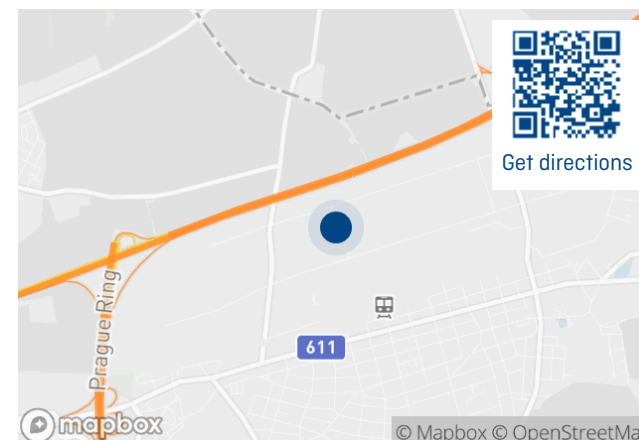 Get directions
Prague Ring
611
mapbox
© Mapbox © OpenStreetMa